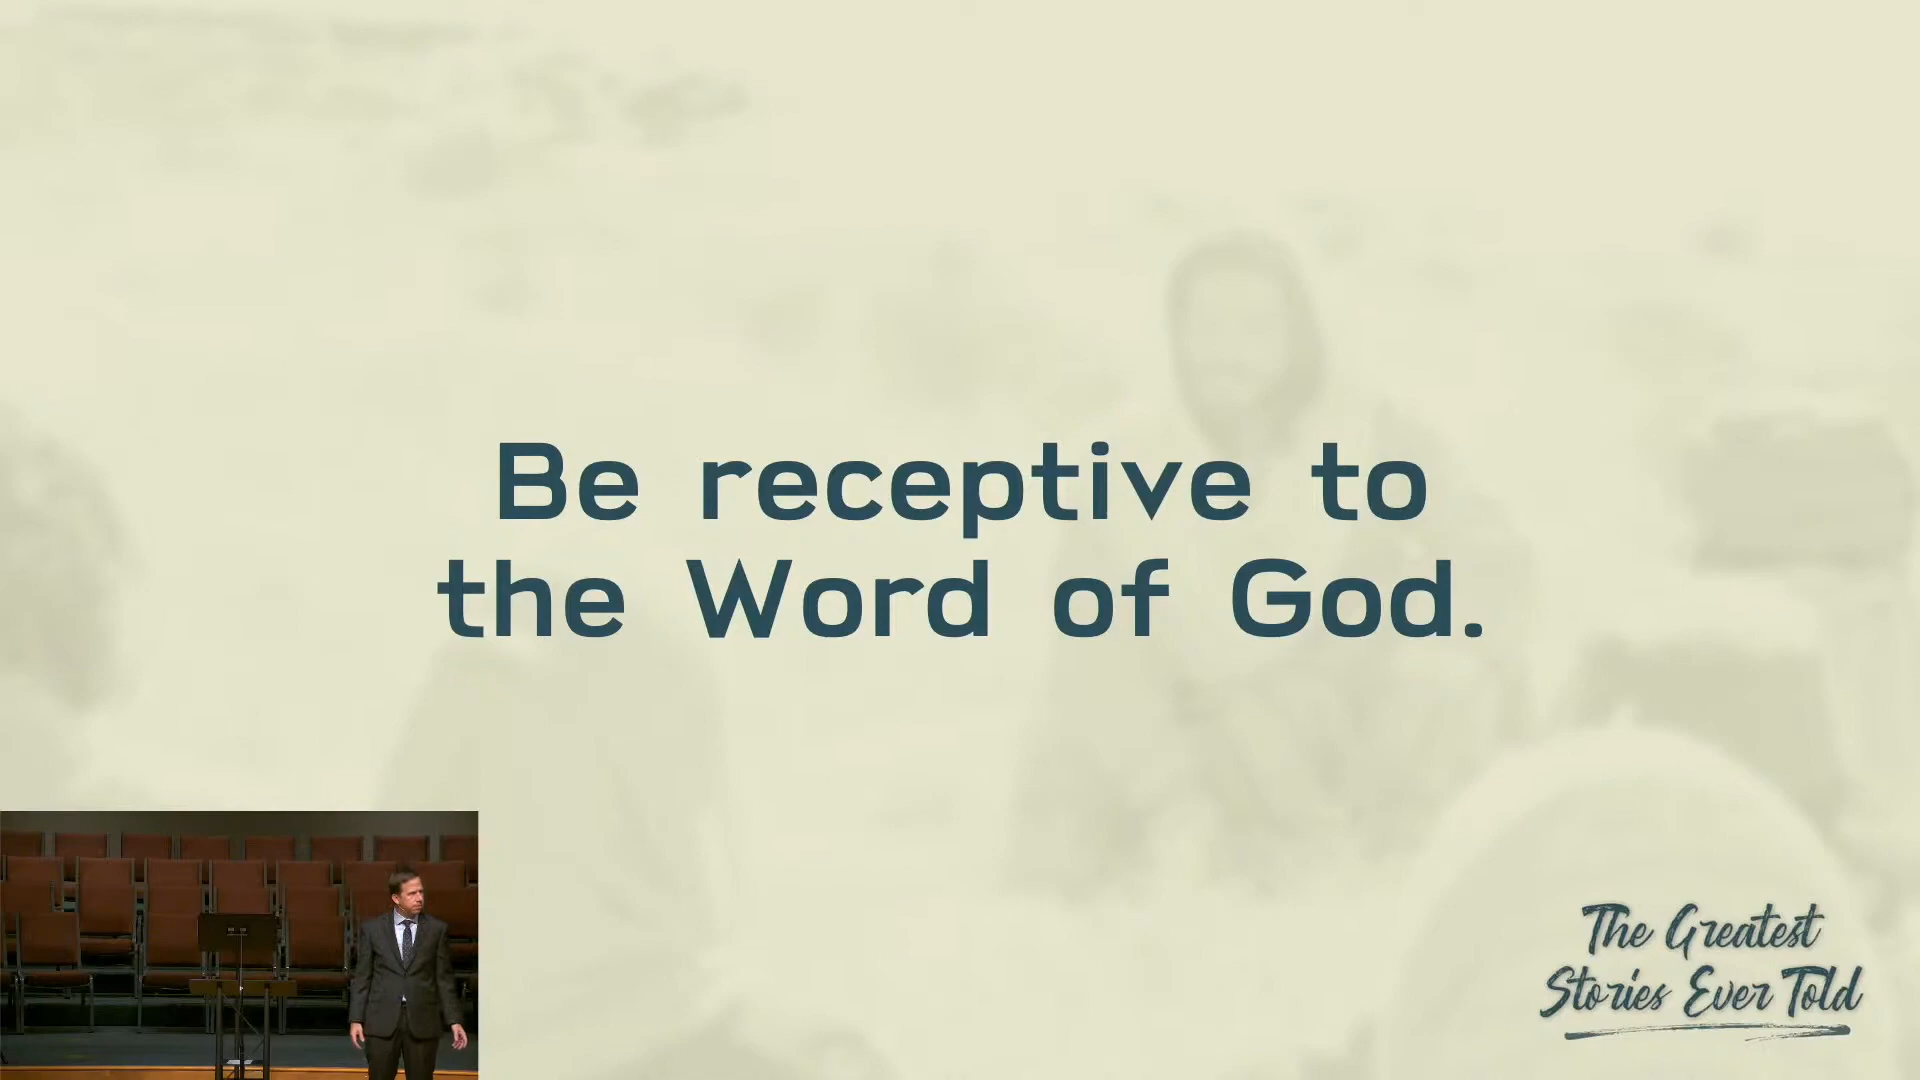 Be receptive to
the Word of God.
The Greatest
Stories Ever Told